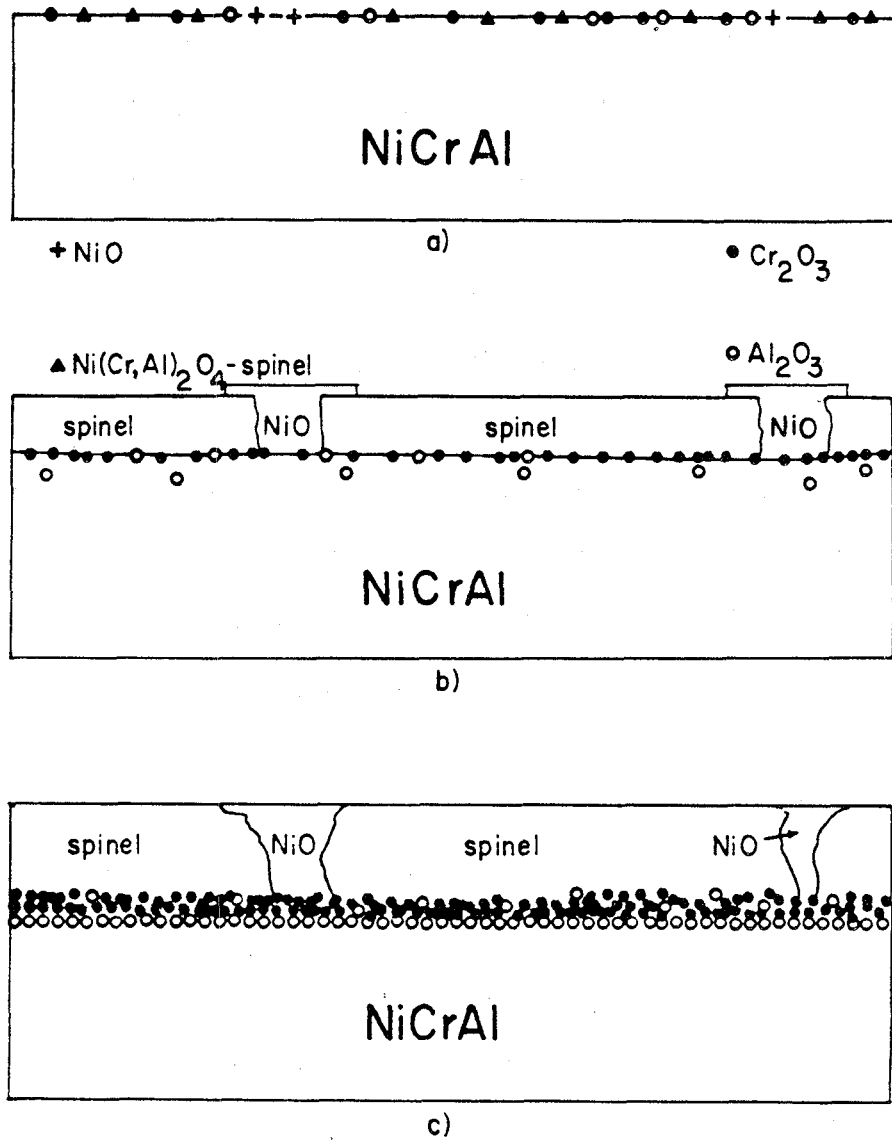 NiCrAl
a)
+ NiO
● Cr2O3
▲ Ni(Cr,Al)2O4-spinel
○ Al2O3
spinel
NiO
spinel
NiO
NiCrAl
b)
spinel
NiO
spinel
NiO
NiCrAl
c)